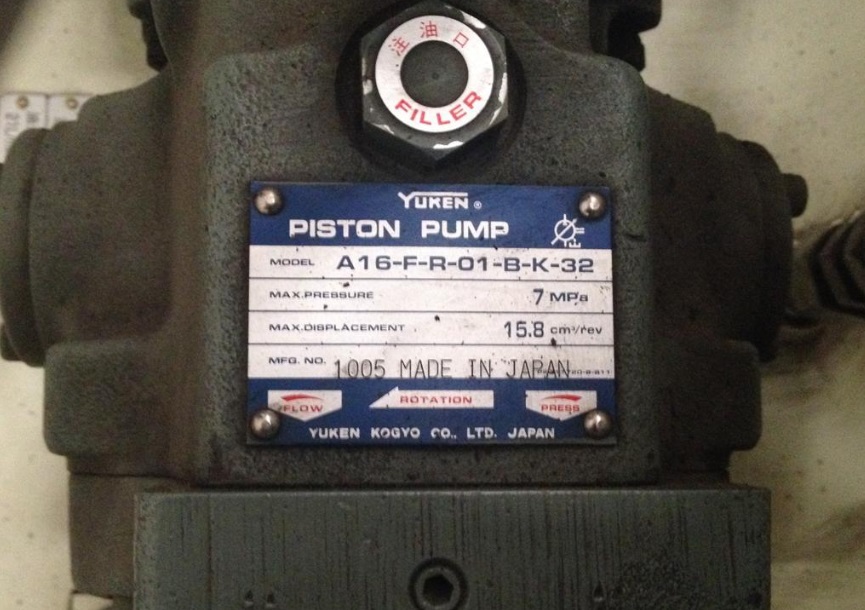 注油口
FILLER
YUKEN ®
PISTON PUMP
MODEL A16-F-R-01-B-K-32
MAX.PRESSURE 7 MPa
MAX.DISPLACEMENT 15.8 cm³/rev
MFG. NO. 1005 MADE IN JAPAN
FLOW ROTATION PRESS
YUKEN KOGYO CO., LTD. JAPAN